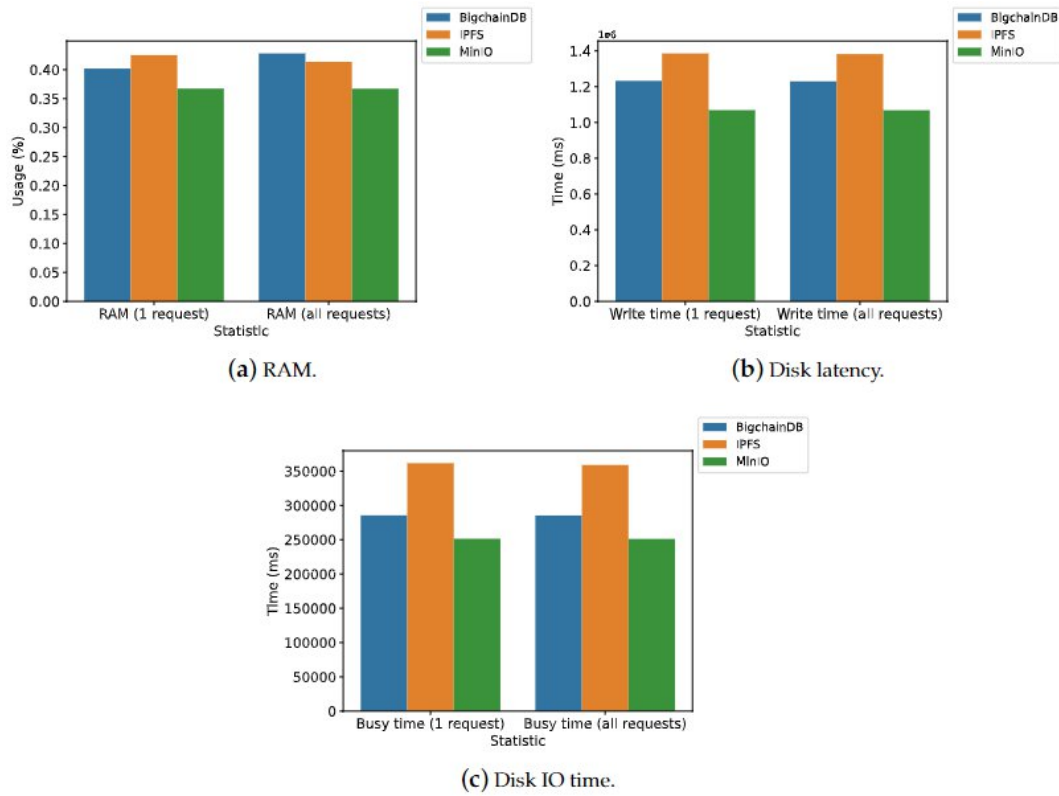 BigchainDB
IPFS
MinIO
0.40
0.35
0.30
0.25
0.20
0.15
0.10
0.05
0.00
Usage (%)
RAM (1 request)
RAM (all requests)
Statistic
(a) RAM.
BigchainDB
IPFS
MinIO
1e6
1.4
1.2
1.0
0.8
0.6
0.4
0.2
0.0
Time (ms)
Write time (1 request)
Write time (all requests)
Statistic
(b) Disk latency.
BigchainDB
IPFS
MinIO
350000
300000
250000
200000
150000
100000
50000
0
Time (ms)
Busy time (1 request)
Busy time (all requests)
Statistic
(c) Disk IO time.